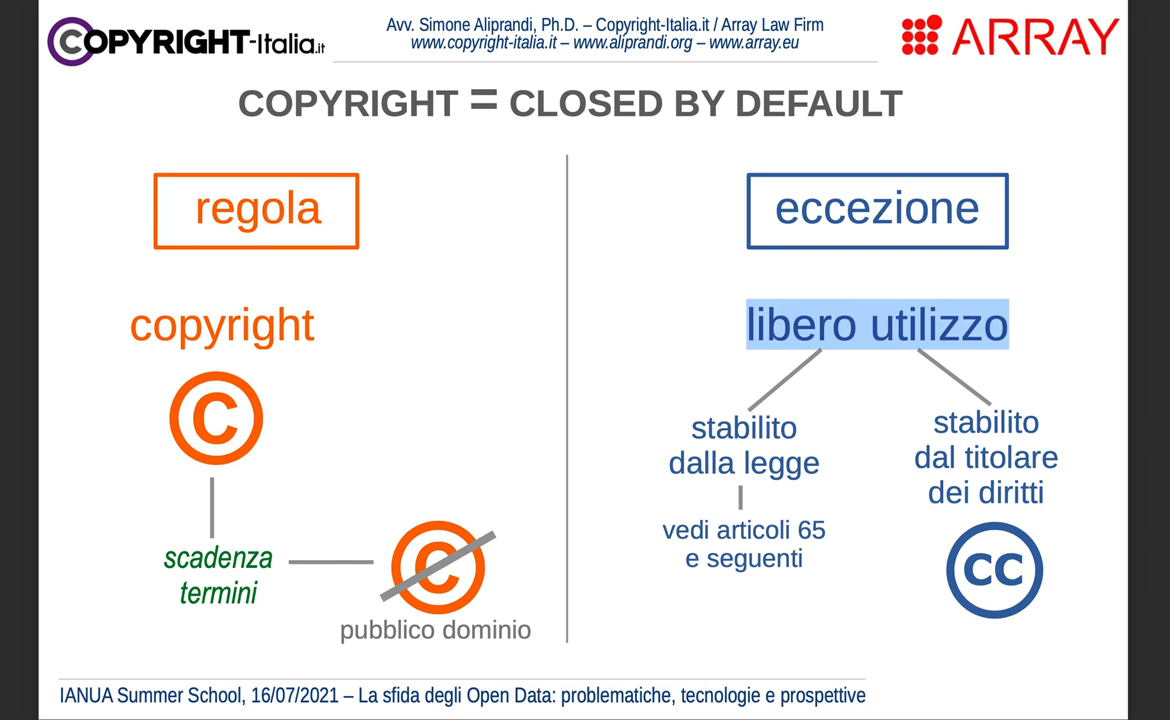 COPYRIGHT-Italia.it
Avv. Simone Aliprandi, Ph.D. – Copyright-Italia.it / Array Law Firm
www.copyright-italia.it – www.aliprandi.org – www.array.eu
ARRAY
COPYRIGHT = CLOSED BY DEFAULT
regola
copyright
C
scadenza
termini
C
pubblico dominio
eccezione
libero utilizzo
stabilito
dalla legge
vedi articoli 65
e seguenti
stabilito
dal titolare
dei diritti
cc
IANUA Summer School, 16/07/2021 – La sfida degli Open Data: problematiche, tecnologie e prospettive